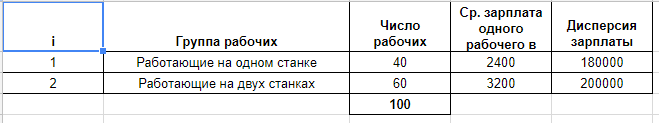 i Группа рабочих Число рабочих Ср. зарплата одного рабочего в Дисперсия зарплаты
1 Работающие на одном станке 40 2400 180000
2 Работающие на двух станках 60 3200 200000
100